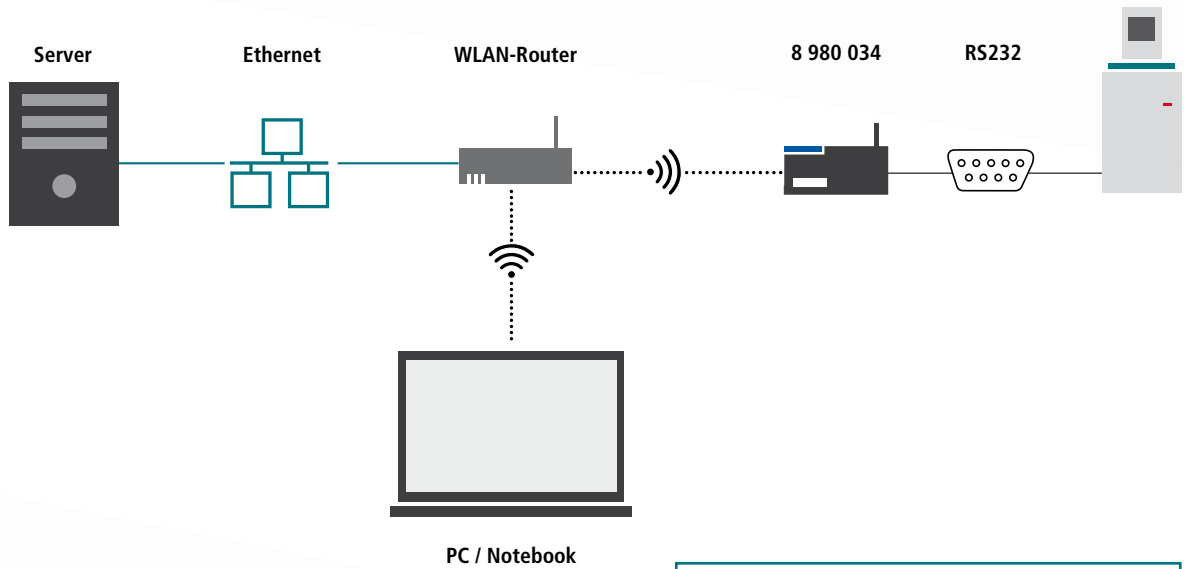 Server
Ethernet
WLAN-Router
8 980 034
RS232
PC / Notebook